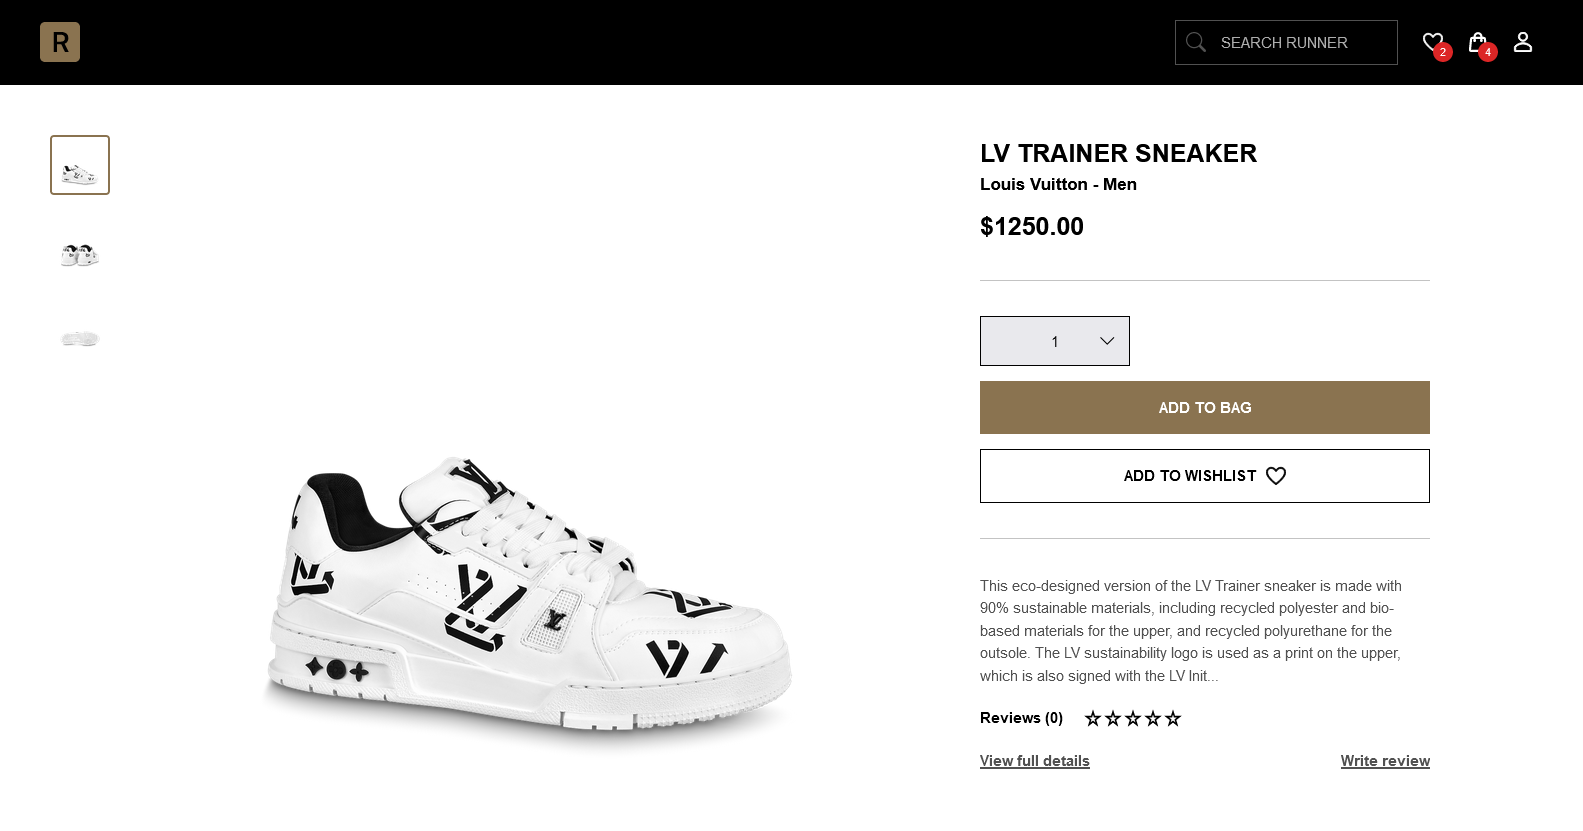 R
SEARCH RUNNER
2
4
LV TRAINER SNEAKER
Louis Vuitton - Men
$1250.00
1
ADD TO BAG
ADD TO WISHLIST
This eco-designed version of the LV Trainer sneaker is made with
90% sustainable materials, including recycled polyester and bio-
based materials for the upper, and recycled polyurethane for the
outsole. The LV sustainability logo is used as a print on the upper,
which is also signed with the LV Init...
Reviews (0)
View full details
Write review